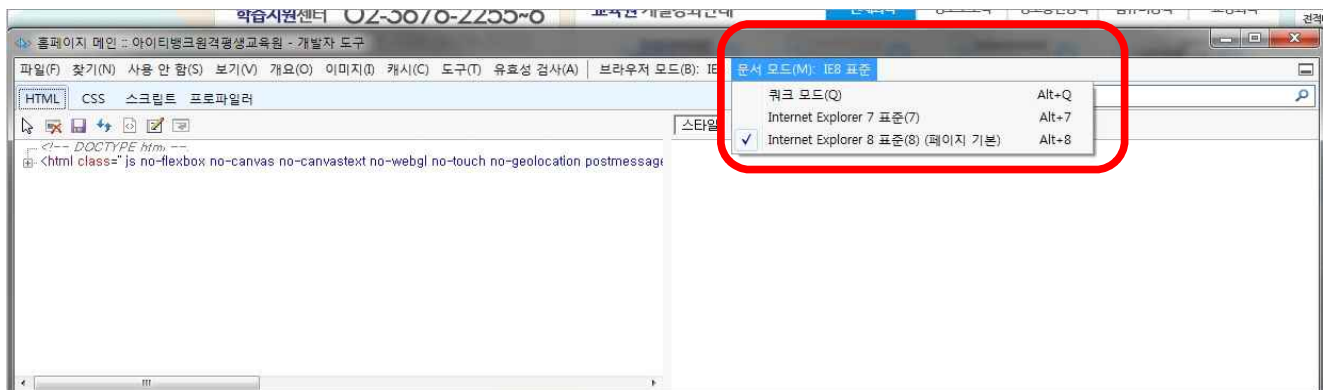 학습지원센터 02-3676-2255~6
홈페이지 메인 :: 아이티뱅크원격평생교육원 - 개발자 도구
파일(F) 찾기(N) 사용 안 함(S) 보기(V) 개요(O) 이미지(I) 캐시(C) 도구(T) 유효성 검사(A) 브라우저 모드(B): IE 문서 모드(M): IE8 표준
HTML CSS 스크립트 프로파일러
쿼크 모드(Q) Alt+Q
스타일
Internet Explorer 7 표준(7) Alt+7
Internet Explorer 8 표준(8) (페이지 기본) Alt+8
<!-- DOCTYPE htm, --
<html class=" js no-flexbox no-canvas no-canvastext no-webgl no-touch no-geolocation postmessage